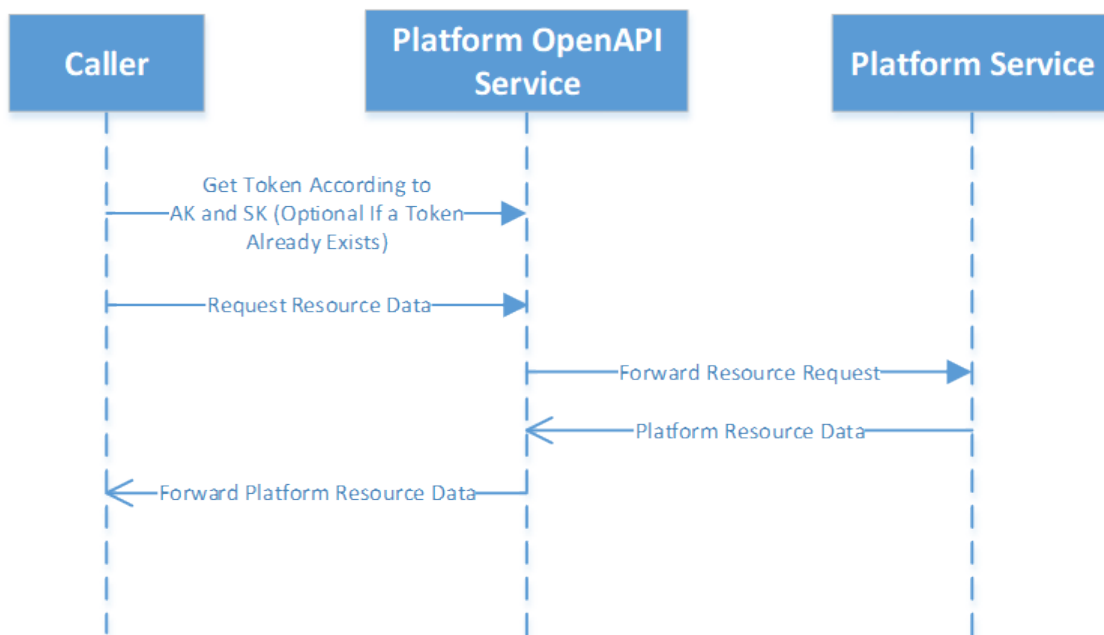 Caller
Platform OpenAPI
Service
Platform Service
Get Token According to
AK and SK (Optional If a Token
Already Exists)
Request Resource Data
Forward Resource Request
Platform Resource Data
Forward Platform Resource Data